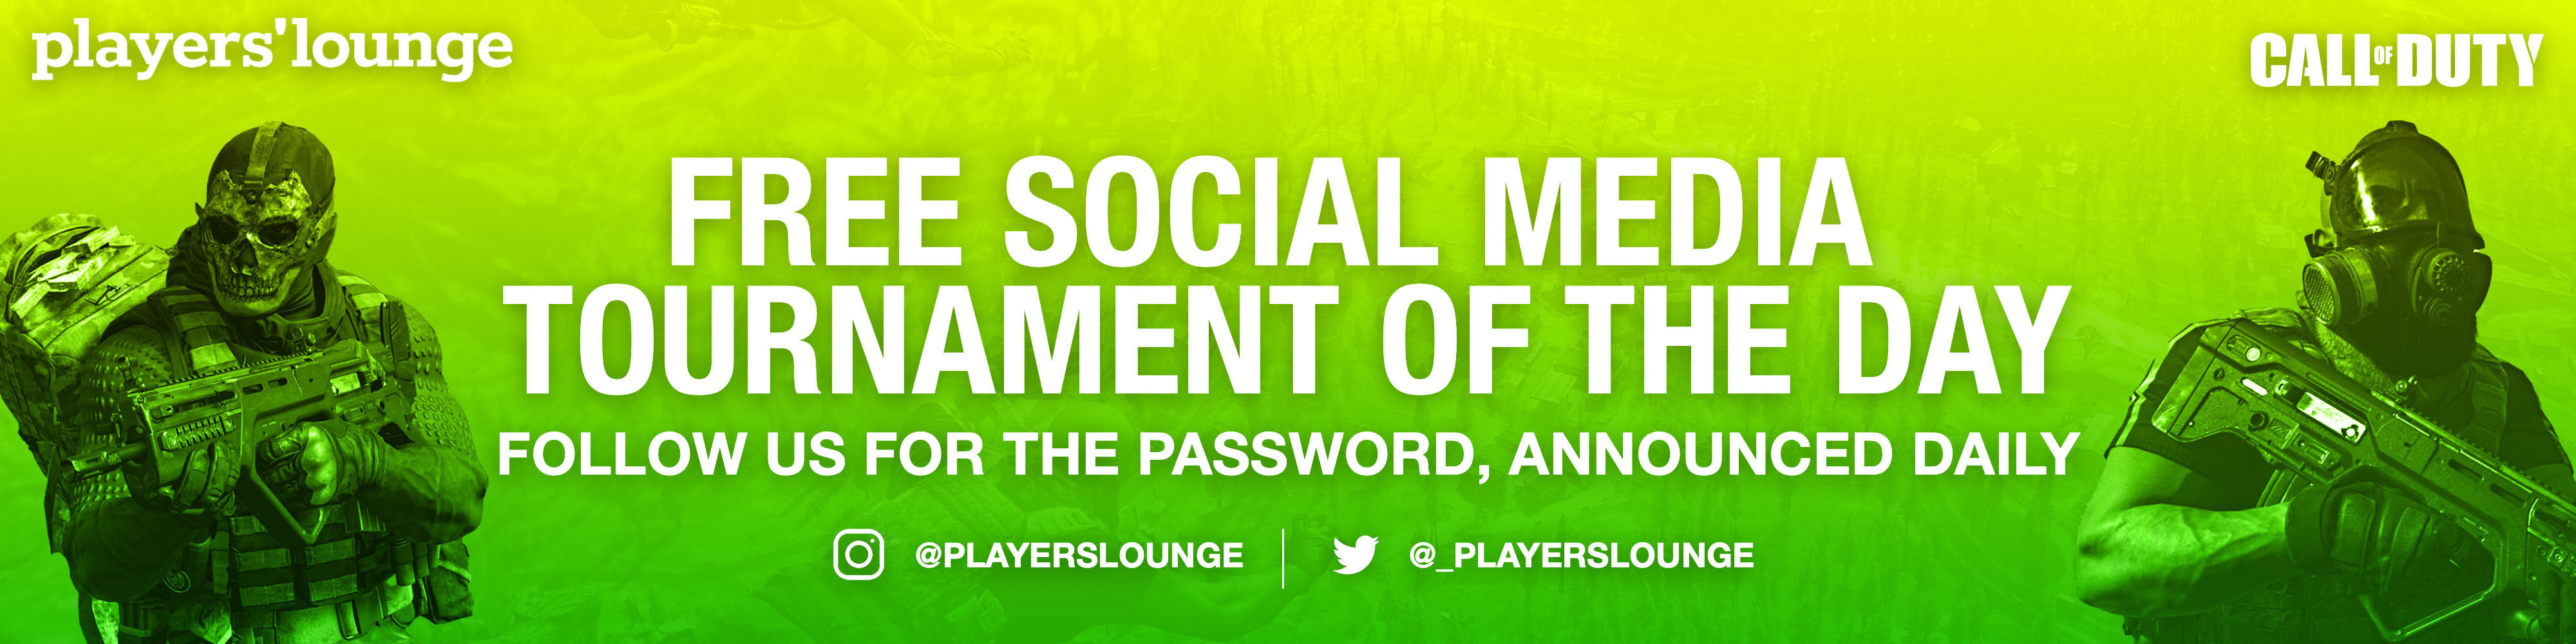 players'lounge
CALL OF DUTY
FREE SOCIAL MEDIA
TOURNAMENT OF THE DAY
FOLLOW US FOR THE PASSWORD, ANNOUNCED DAILY
@PLAYERSLOUNGE
@_PLAYERSLOUNGE